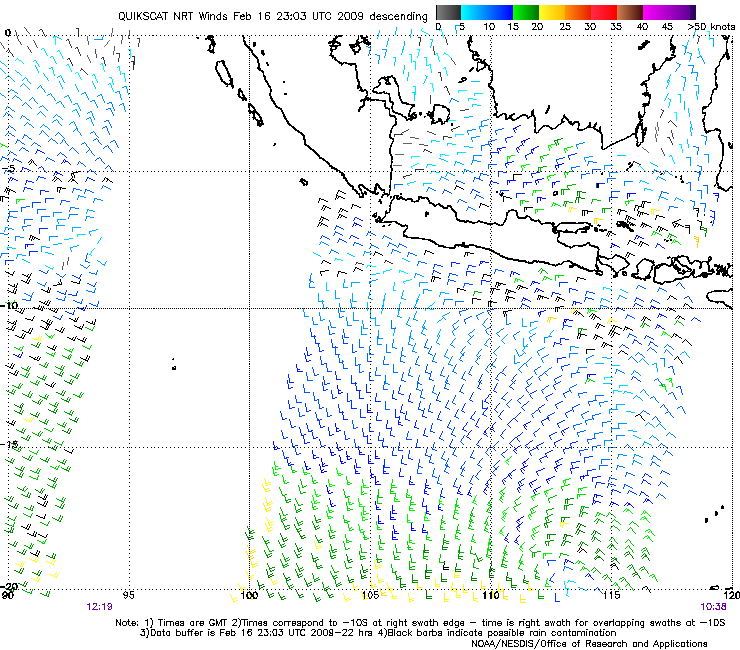 QUIKSCAT NRT Winds Feb 16 23:03 UTC 2009 descending
0 5 10 15 20 25 30 35 40 45 >50 knots
0
-5
-10
-15
-20
90 95 100 105 110 115 120
12:19 10:38
Note: 1) Times are GMT 2)Times correspond to -10S at right swath edge - time is right swath for overlapping swaths at -10S
3)Data buffer is Feb 16 23:03 UTC 2009-22 hrs 4)Black barbs indicate possible rain contamination
NOAA/NESDIS/Office of Research and Applications